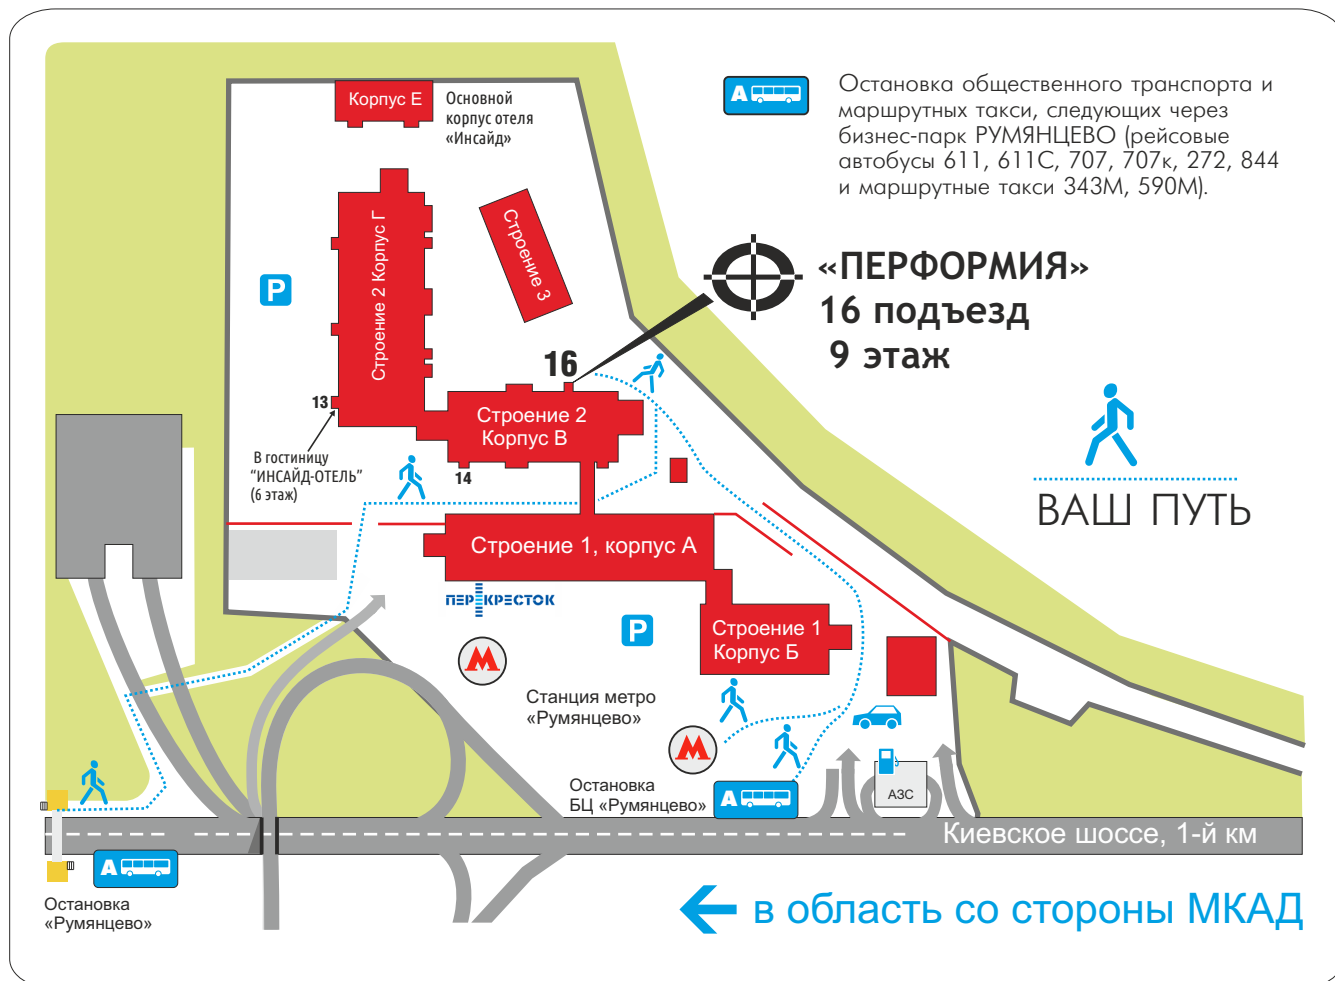 Корпус Е
Основной
корпус отеля
«Инсайд»
А
Остановка общественного транспорта и
маршрутных такси, следующих через
бизнес-парк РУМЯНЦЕВО (рейсовые
автобусы 611, 611С, 707, 707к, 272, 844
и маршрутные такси 343М, 590М).
Строение 2 Корпус Г
Строение 3
P
«ПЕРФОРМИЯ»
16 подъезд
9 этаж
16
13
Строение 2
Корпус В
В гостиницу
"ИНСАЙД-ОТЕЛЬ"
(6 этаж)
14
ВАШ ПУТЬ
Строение 1, корпус А
ПЕРЕКРЕСТОК
P
Строение 1
Корпус Б
М
Станция метро
«Румянцево»
М
Остановка
БЦ «Румянцево»
А
АЗС
Киевское шоссе, 1-й км
А
Остановка
«Румянцево»
в область со стороны МКАД